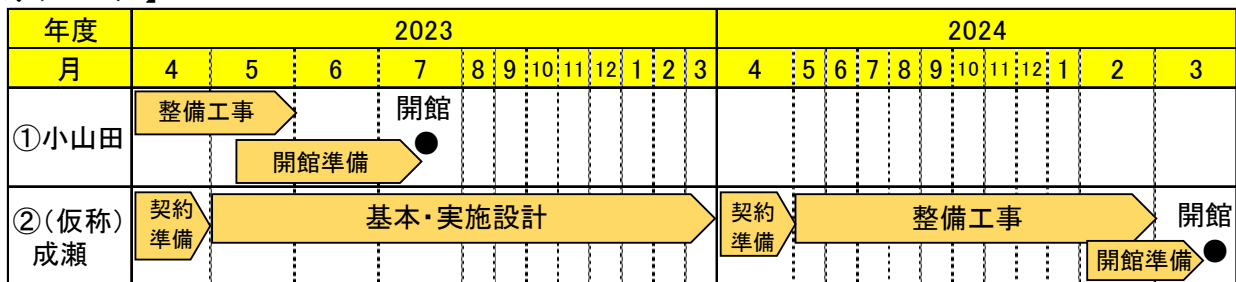 年度 2023 2024
月 4 5 6 7 8 9 10 11 12 1 2 3 4 5 6 7 8 9 10 11 12 1 2 3
①小山田 整備工事 開館
開館準備 ●
②(仮称)成瀬 契約準備 基本・実施設計 契約準備 整備工事 開館
開館準備 ●